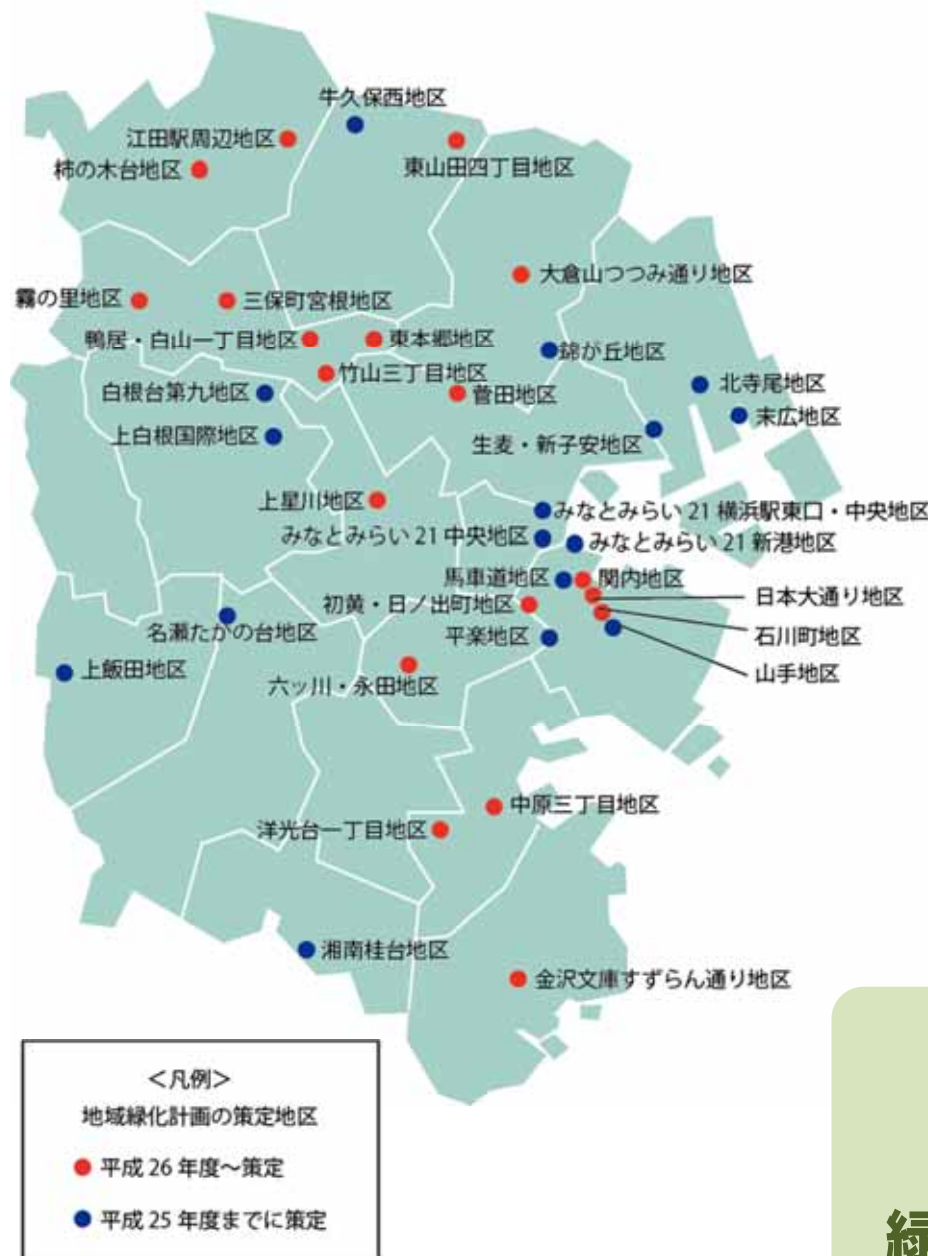 牛久保西地区
江田駅周辺地区
東山田四丁目地区
柿の木台地区
大倉山つつみ通り地区
霧の里地区
三保町宮根地区
鴨居・白山一丁目地区
東本郷地区
錦が丘地区
竹山三丁目地区
北寺尾地区
白根台第九地区
菅田地区
末広地区
上白根国際地区
生麦・新子安地区
上星川地区
みなとみらい 21 横浜駅東口・中央地区
みなとみらい 21 中央地区
みなとみらい 21 新港地区
馬車道地区
関内地区
日本大通り地区
初黄・日ノ出町地区
名瀬たかの台地区
平楽地区
石川町地区
上飯田地区
山手地区
六ッ川・永田地区
中原三丁目地区
洋光台一丁目地区
湘南桂台地区
金沢文庫すずらん通り地区
＜凡例＞
地域緑化計画の策定地区
平成 26 年度～策定
平成 25 年度までに策定
緑